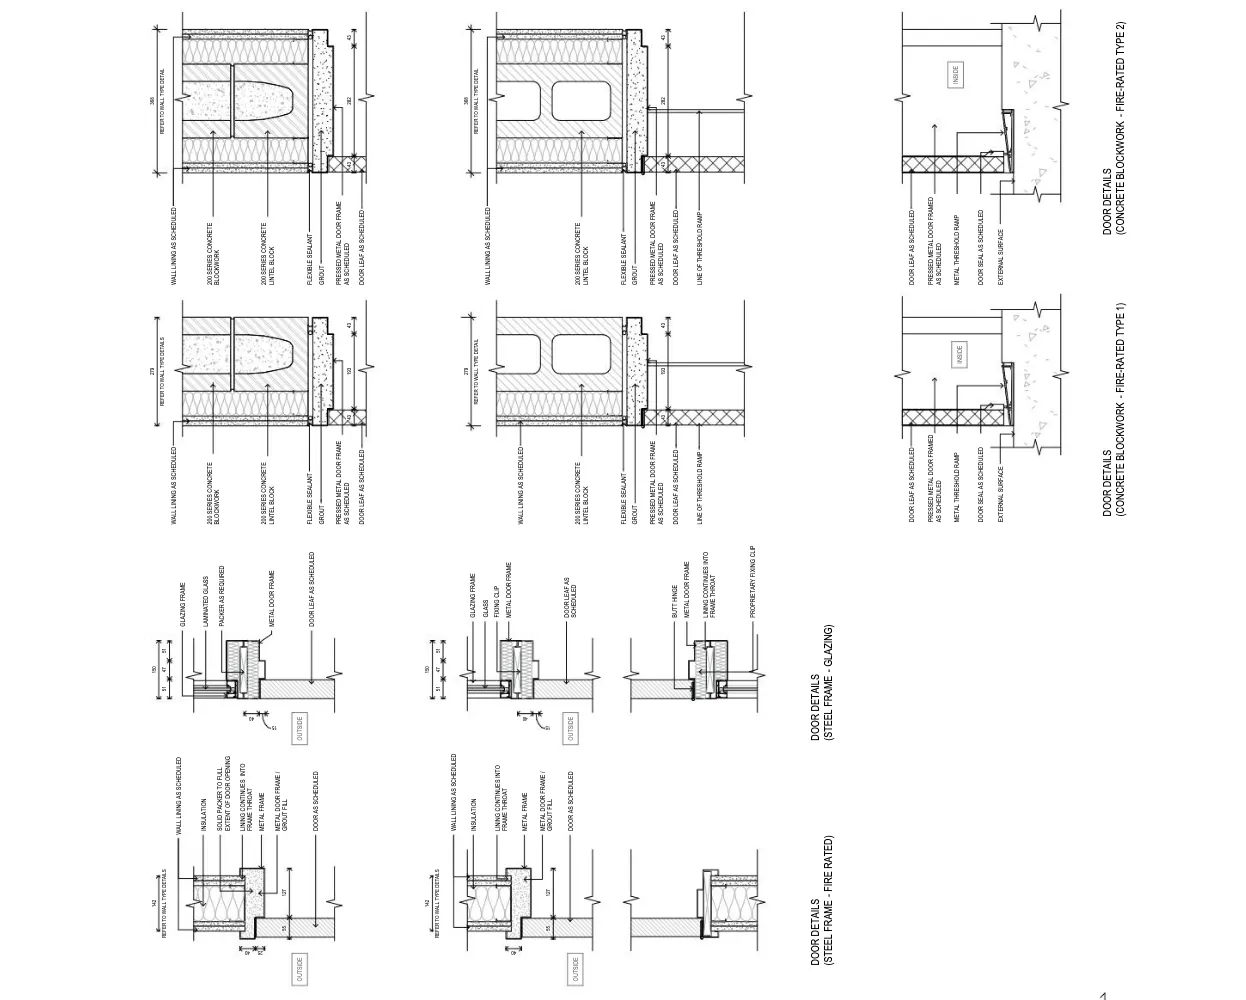 398
REFER TO WALL TYPE DETAIL
43
282
43
WALL LINING AS SCHEDULED
200 SERIES CONCRETE
BLOCKWORK
200 SERIES CONCRETE
LINTEL BLOCK
FLEXIBLE SEALANT
GROUT
PRESSED METAL DOOR FRAME
AS SCHEDULED
DOOR LEAF AS SCHEDULED
398
REFER TO WALL TYPE DETAIL
43
282
43
WALL LINING AS SCHEDULED
200 SERIES CONCRETE
LINTEL BLOCK
FLEXIBLE SEALANT
GROUT
PRESSED METAL DOOR FRAME
AS SCHEDULED
DOOR LEAF AS SCHEDULED
LINE OF THRESHOLD RAMP
INSIDE
DOOR LEAF AS SCHEDULED
PRESSED METAL DOOR FRAMED
AS SCHEDULED
METAL THRESHOLD RAMP
DOOR SEAL AS SCHEDULED
EXTERNAL SURFACE
DOOR DETAILS
(CONCRETE BLOCKWORK - FIRE-RATED TYPE 2)
279
REFER TO WALL TYPE DETAILS
43
193
43
WALL LINING AS SCHEDULED
200 SERIES CONCRETE
BLOCKWORK
200 SERIES CONCRETE
LINTEL BLOCK
FLEXIBLE SEALANT
GROUT
PRESSED METAL DOOR FRAME
AS SCHEDULED
DOOR LEAF AS SCHEDULED
279
REFER TO WALL TYPE DETAIL
43
193
43
WALL LINING AS SCHEDULED
200 SERIES CONCRETE
LINTEL BLOCK
FLEXIBLE SEALANT
GROUT
PRESSED METAL DOOR FRAME
AS SCHEDULED
DOOR LEAF AS SCHEDULED
LINE OF THRESHOLD RAMP
INSIDE
DOOR LEAF AS SCHEDULED
PRESSED METAL DOOR FRAMED
AS SCHEDULED
METAL THRESHOLD RAMP
DOOR SEAL AS SCHEDULED
EXTERNAL SURFACE
DOOR DETAILS
(CONCRETE BLOCKWORK - FIRE-RATED TYPE 1)
GLAZING FRAME
LAMINATED GLASS
PACKER AS REQUIRED
METAL DOOR FRAME
DOOR LEAF AS SCHEDULED
150
51
47
51
OUTSIDE
GLAZING FRAME
GLASS
FIXING CLIP
METAL DOOR FRAME
DOOR LEAF AS
SCHEDULED
150
51
47
51
OUTSIDE
BUTT HINGE
METAL DOOR FRAME
LINING CONTINUES INTO
FRAME THROAT
PROPRIETARY FIXING CLIP
DOOR DETAILS
(STEEL FRAME - GLAZING)
WALL LINING AS SCHEDULED
INSULATION
SOLID PACKER TO FULL
EXTENT OF DOOR OPENING
LINING CONTINUES INTO
FRAME THROAT
METAL FRAME
METAL DOOR FRAME /
GROUT FILL
DOOR AS SCHEDULED
142
REFER TO WALL TYPE DETAILS
127
55
OUTSIDE
WALL LINING AS SCHEDULED
INSULATION
LINING CONTINUES INTO
FRAME THROAT
METAL FRAME
METAL DOOR FRAME /
GROUT FILL
DOOR AS SCHEDULED
142
REFER TO WALL TYPE DETAILS
127
55
OUTSIDE
DOOR DETAILS
(STEEL FRAME - FIRE RATED)